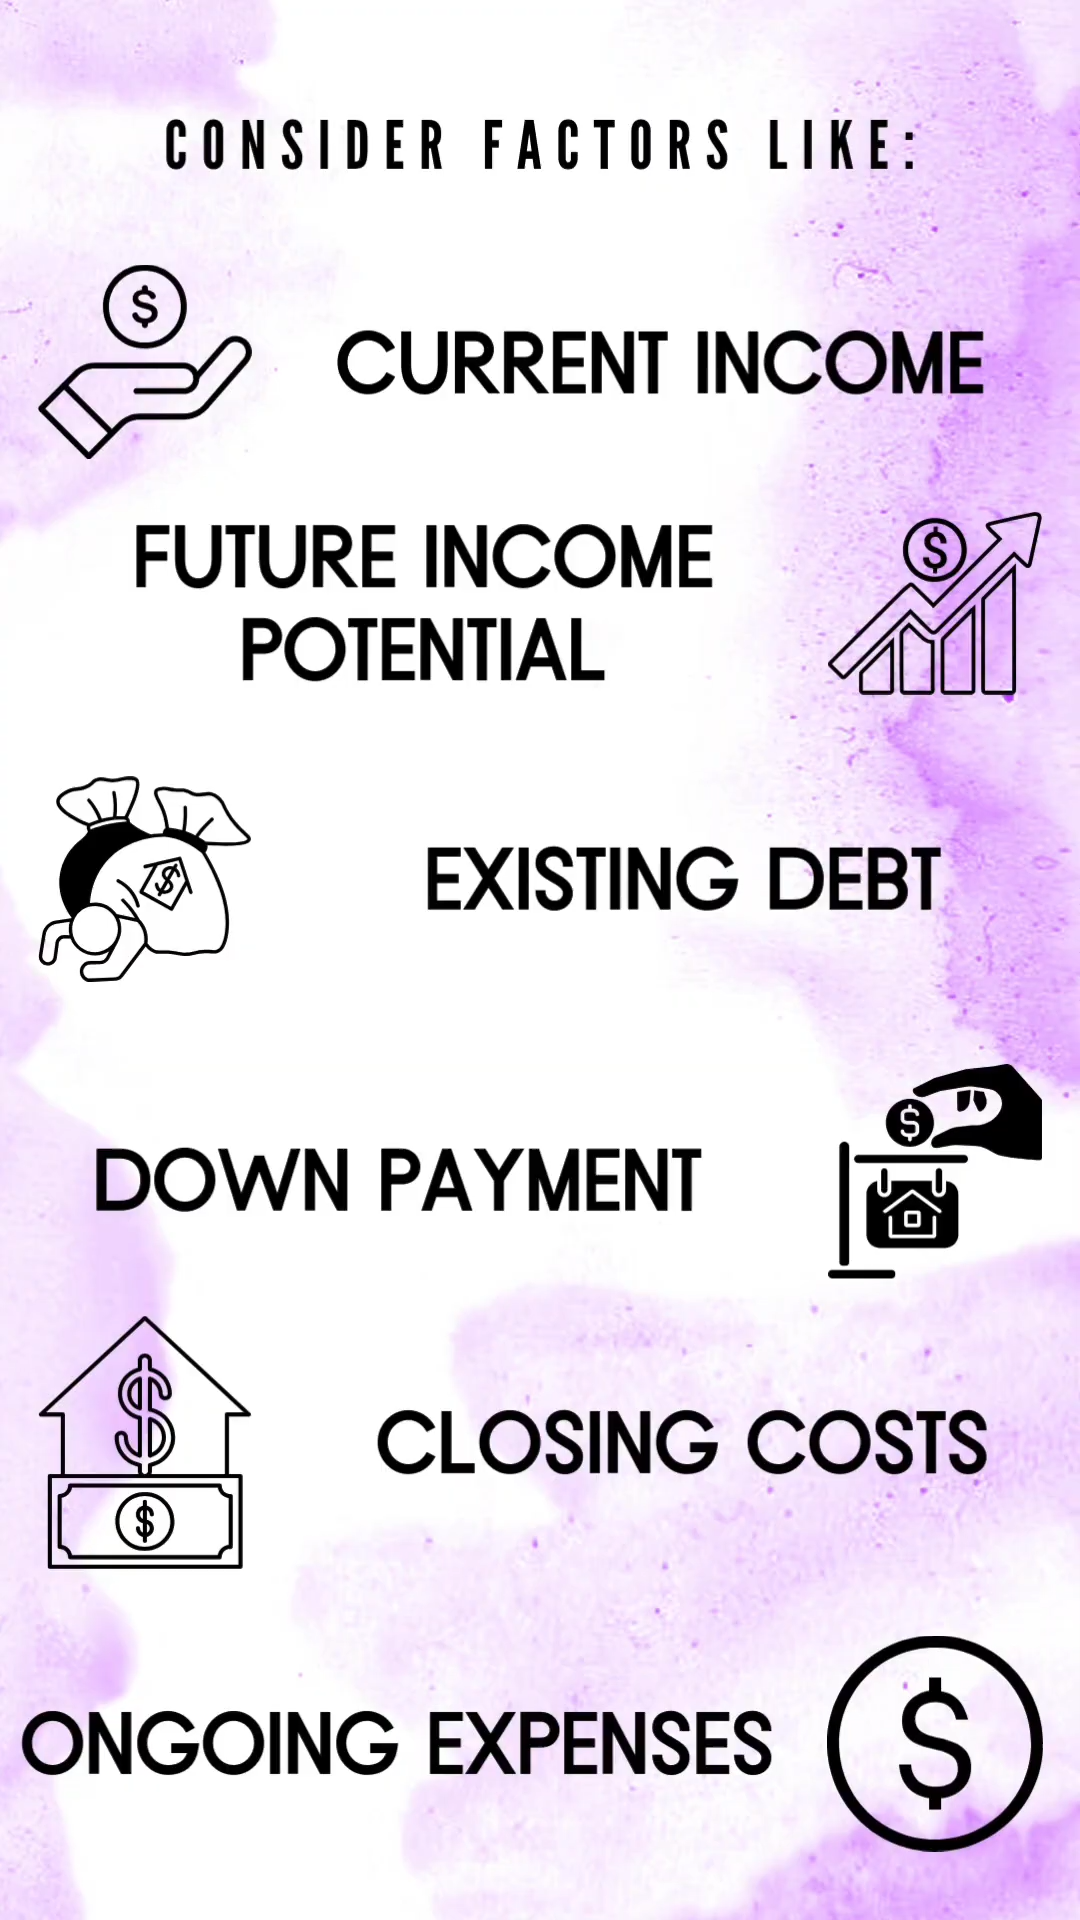 CONSIDER FACTORS LIKE:
$
CURRENT INCOME
FUTURE INCOME
POTENTIAL
$
$
EXISTING DEBT
$
DOWN PAYMENT
$
CLOSING COSTS
$
ONGOING EXPENSES
$